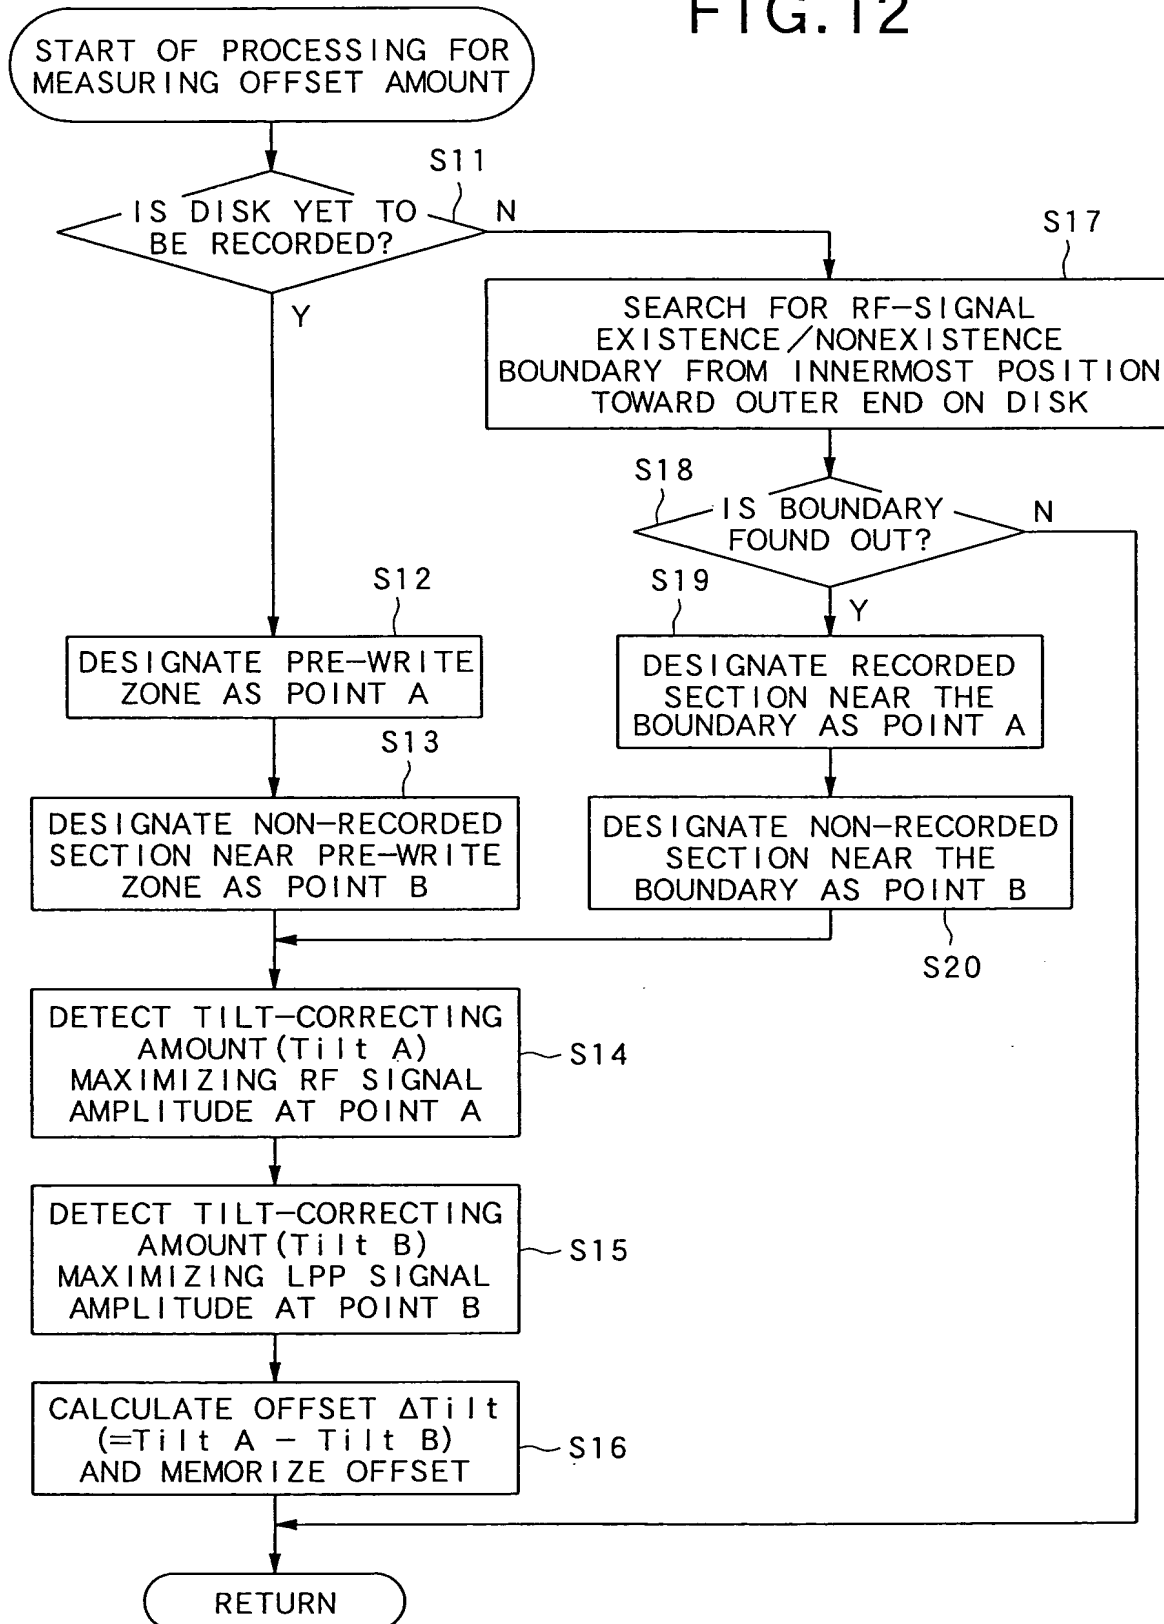 FIG.12
START OF PROCESSING FOR
MEASURING OFFSET AMOUNT
S11
IS DISK YET TO
BE RECORDED?
N
Y
S17
SEARCH FOR RF-SIGNAL
EXISTENCE/NONEXISTENCE
BOUNDARY FROM INNERMOST POSITION
TOWARD OUTER END ON DISK
S18
IS BOUNDARY
FOUND OUT?
N
Y
S12
DESIGNATE PRE-WRITE
ZONE AS POINT A
S19
DESIGNATE RECORDED
SECTION NEAR THE
BOUNDARY AS POINT A
S13
DESIGNATE NON-RECORDED
SECTION NEAR PRE-WRITE
ZONE AS POINT B
DESIGNATE NON-RECORDED
SECTION NEAR THE
BOUNDARY AS POINT B
S20
DETECT TILT-CORRECTING
AMOUNT(Tilt A)
MAXIMIZING RF SIGNAL
AMPLITUDE AT POINT A
S14
DETECT TILT-CORRECTING
AMOUNT(Tilt B)
MAXIMIZING LPP SIGNAL
AMPLITUDE AT POINT B
S15
CALCULATE OFFSET ΔTilt
(=Tilt A - Tilt B)
AND MEMORIZE OFFSET
S16
RETURN